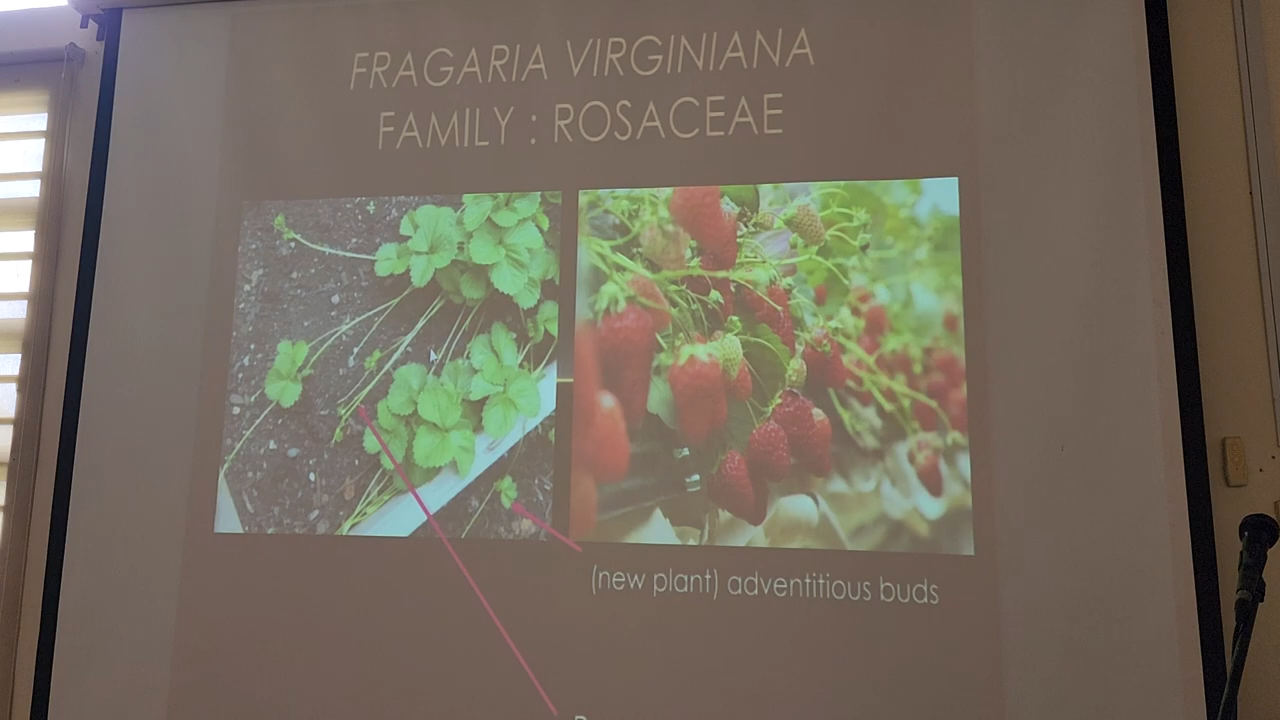 FRAGARIA VIRGINIANA
FAMILY : ROSACEAE
(new plant) adventitious buds